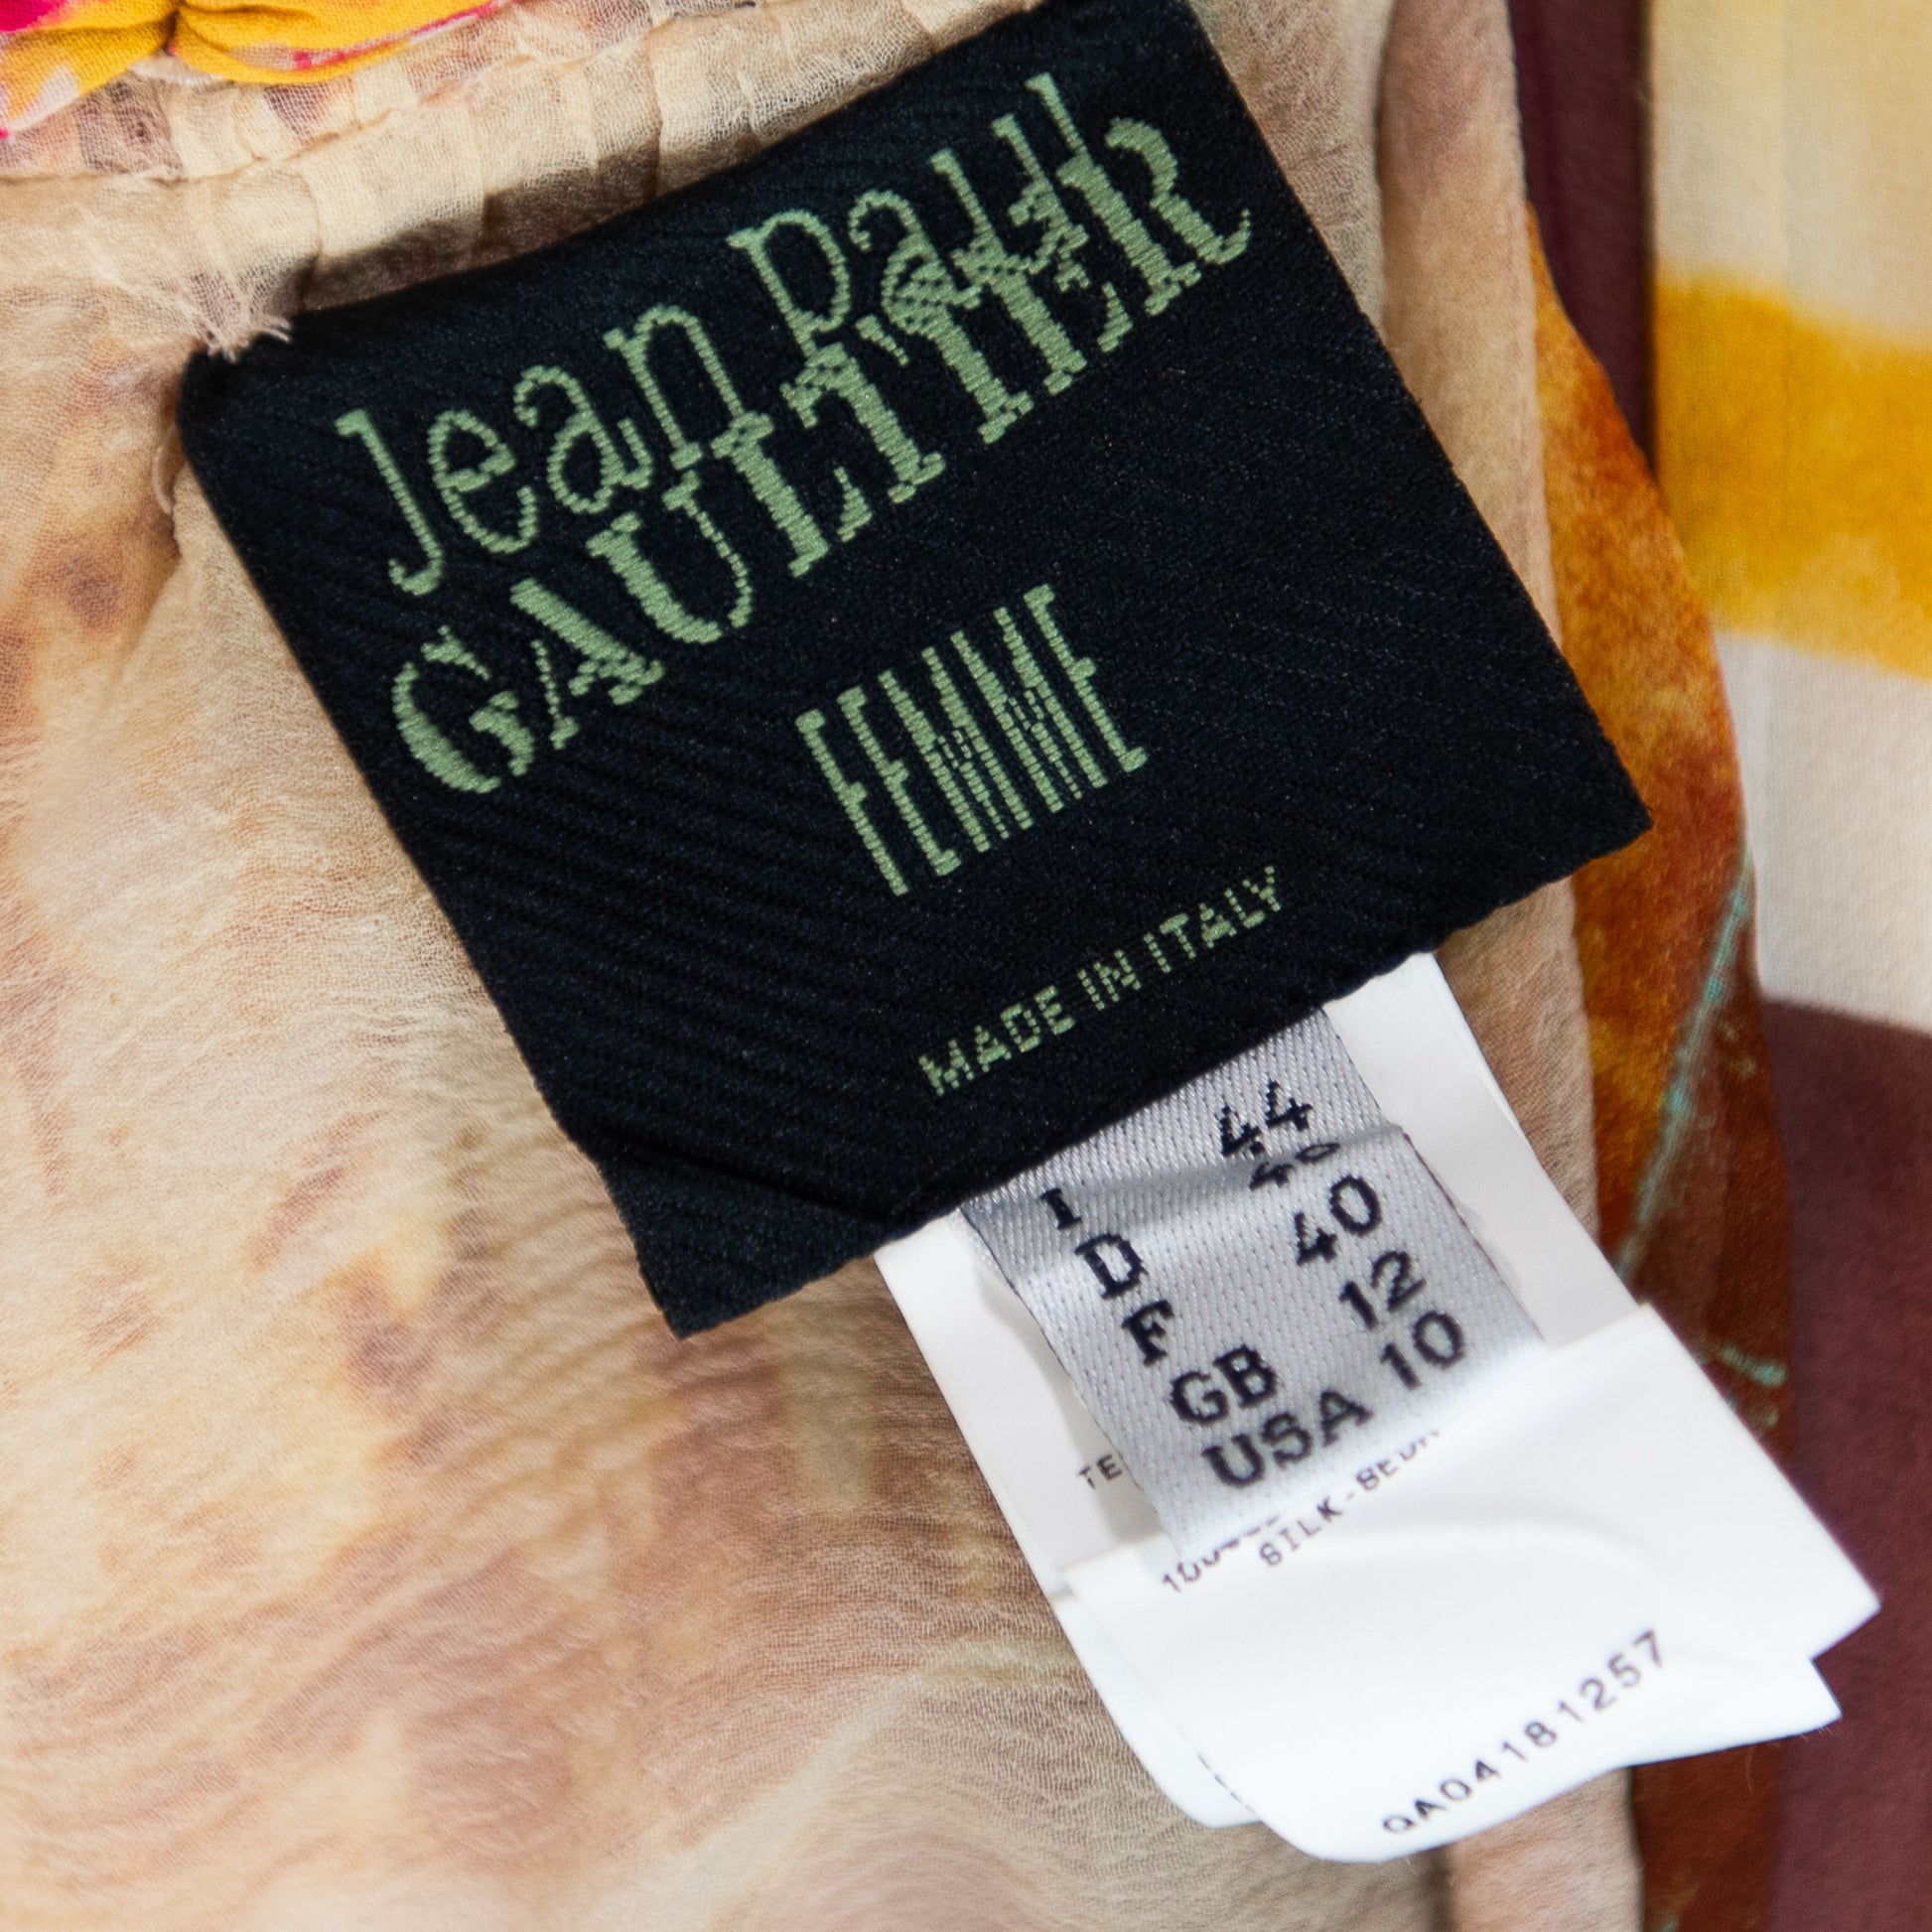 Jean Paul
GAULTIER
FEMME
MADE IN ITALY
I 44
D 40
F 40
GB 12
USA 10
QA04181257